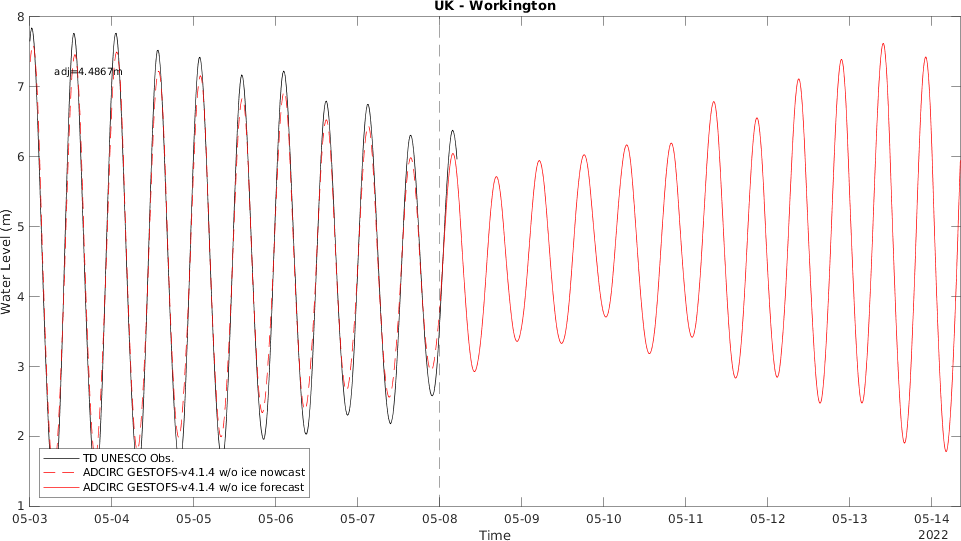 UK - Workington
8
7
6
5
4
3
2
1
Water Level (m)
adj=4.4867m
TD UNESCO Obs.
ADCIRC GESTOFS-v4.1.4 w/o ice nowcast
ADCIRC GESTOFS-v4.1.4 w/o ice forecast
05-03 05-04 05-05 05-06 05-07 05-08 05-09 05-10 05-11 05-12 05-13 05-14
Time
2022